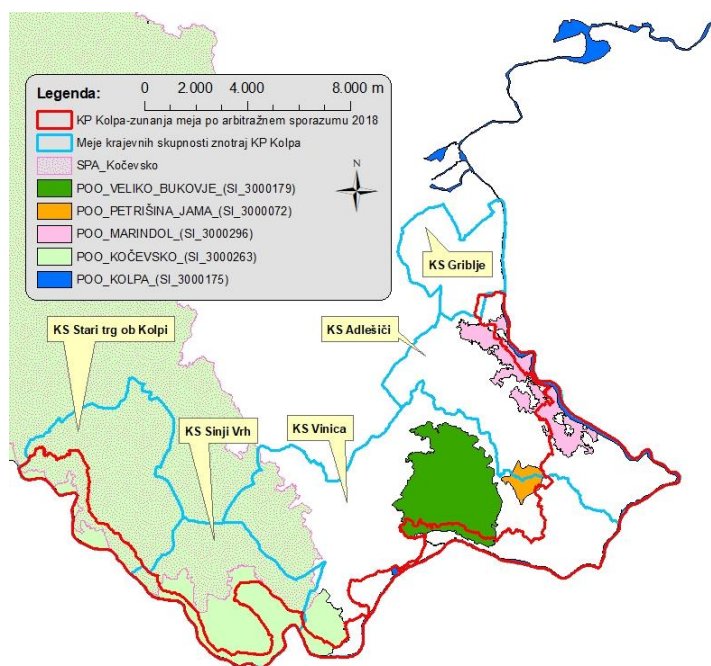 Legenda:
0 2.000 4.000 8.000 m
KP Kolpa-zunanja meja po arbitražnem sporazumu 2018
Meje krajevnih skupnosti znotraj KP Kolpa
SPA_Kočevsko
POO_VELIKO_BUKOVJE_(SI_3000179)
POO_PETRIŠINA_JAMA_(SI_3000072)
POO_MARINDOL_(SI_3000296)
POO_KOČEVSKO_(SI_3000263)
POO_KOLPA_(SI_3000175)
N
KS Griblje
KS Stari trg ob Kolpi
KS Adlešiči
KS Sinji Vrh
KS Vinica